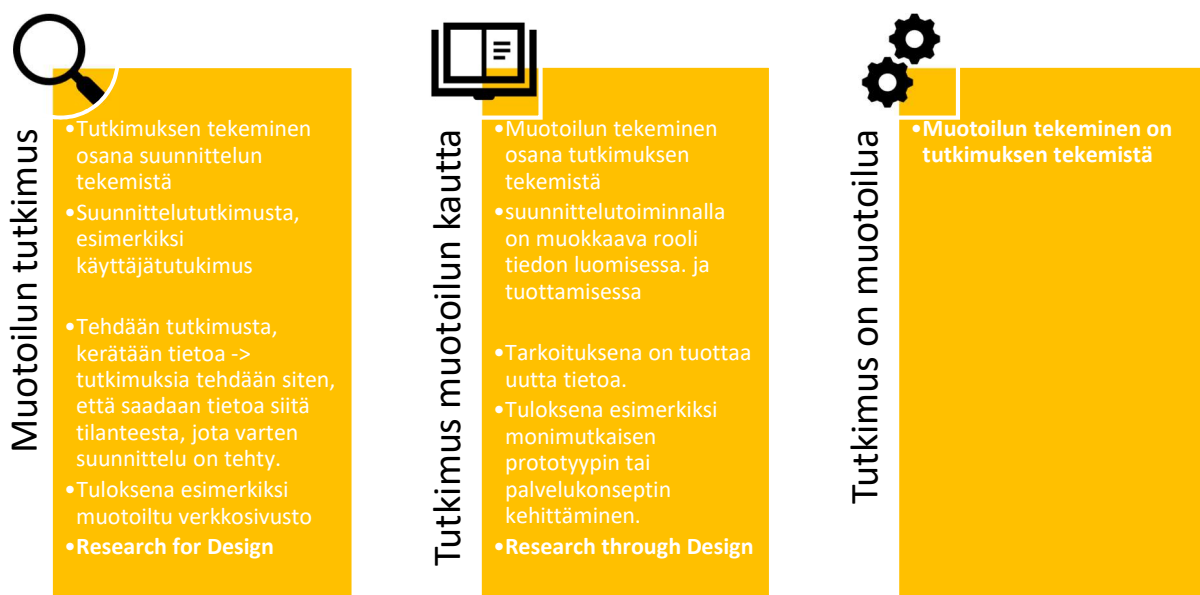 Muotoilun tutkimus
•Tutkimuksen tekeminen
osana suunnittelun
tekemistä
•Suunnittelututkimusta,
esimerkiksi
käyttäjätutukimus
•Tehdään tutkimusta,
kerätään tietoa ->
tutkimuksia tehdään siten,
että saadaan tietoa siitä
tilanteesta, jota varten
suunnittelu on tehty.
•Tuloksena esimerkiksi
muotoiltu verkkosivusto
•Research for Design
Tutkimus muotoilun kautta
•Muotoilun tekeminen
osana tutkimuksen
tekemistä
•suunnittelutoiminnalla
on muokkaava rooli
tiedon luomisessa. ja
tuottamisessa
•Tarkoituksena on tuottaa
uutta tietoa.
•Tuloksena esimerkiksi
monimutkaisen
prototyypin tai
palvelukonseptin
kehittäminen.
•Research through Design
Tutkimus on muotoilua
•Muotoilun tekeminen on
tutkimuksen tekemistä